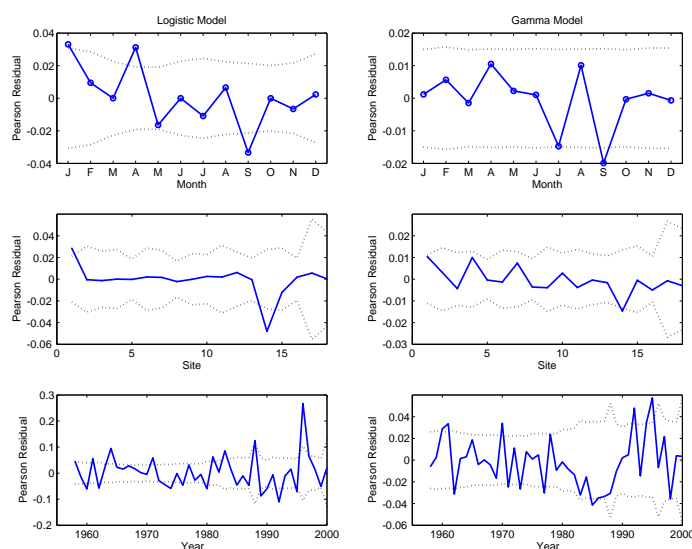 Logistic Model
Pearson Residual
0.04
0.02
0
-0.02
-0.04
J F M A M J J A S O N D
Month
Gamma Model
Pearson Residual
0.02
0.01
0
-0.01
-0.02
J F M A M J J A S O N D
Month
Pearson Residual
0.04
0.02
0
-0.02
-0.04
-0.06
0 5 10 15
Site
Pearson Residual
0.02
0.01
0
-0.01
-0.02
-0.03
0 5 10 15
Site
Pearson Residual
0.3
0.2
0.1
0
-0.1
-0.2
1960 1970 1980 1990 2000
Year
Pearson Residual
0.04
0.02
0
-0.02
-0.04
-0.06
1960 1970 1980 1990 2000
Year